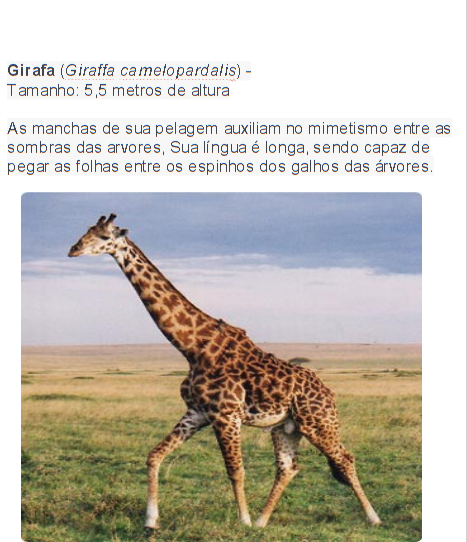 Girafa (Giraffa camelopardalis) -
Tamanho: 5,5 metros de altura
As manchas de sua pelagem auxiliam no mimetismo entre as
sombras das arvores, Sua língua é longa, sendo capaz de
pegar as folhas entre os espinhos dos galhos das árvores.